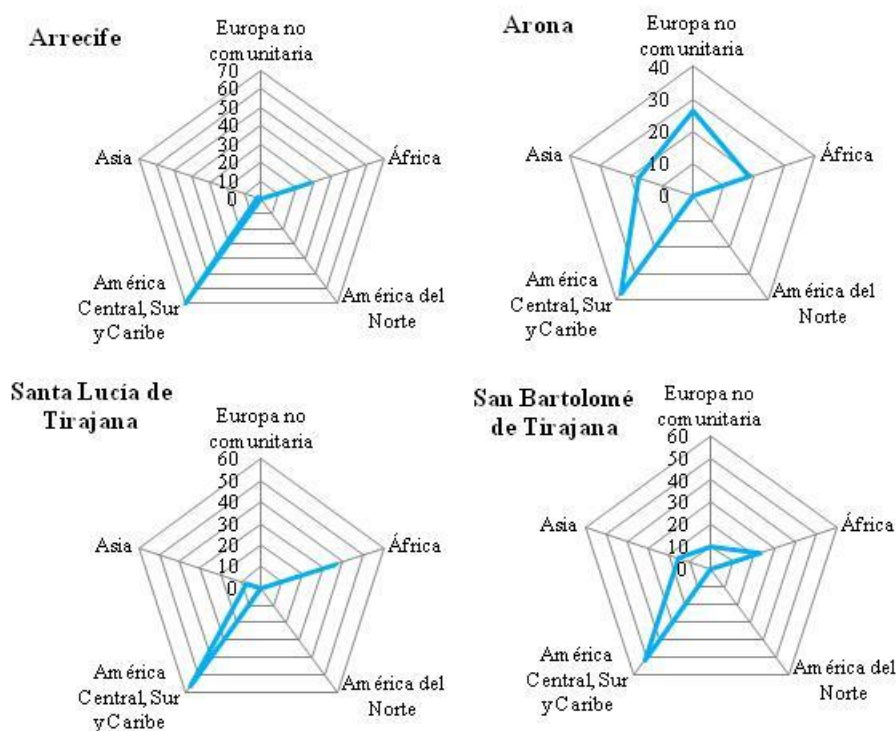 Arrecife
Europa no
comunitaria
70
60
50
40
30
20
10
0
Asia
África
América
Central, Sur
y Caribe
América del
Norte
Arona
Europa no
comunitaria
40
30
20
10
0
Asia
África
América
Central, Sur
y Caribe
América del
Norte
Santa Lucía de
Tirajana
Europa no
comunitaria
60
50
40
30
20
10
0
Asia
África
América
Central, Sur
y Caribe
América del
Norte
San Bartolomé
de Tirajana
Europa no
comunitaria
60
50
40
30
20
10
0
Asia
África
América
Central, Sur
y Caribe
América del
Norte